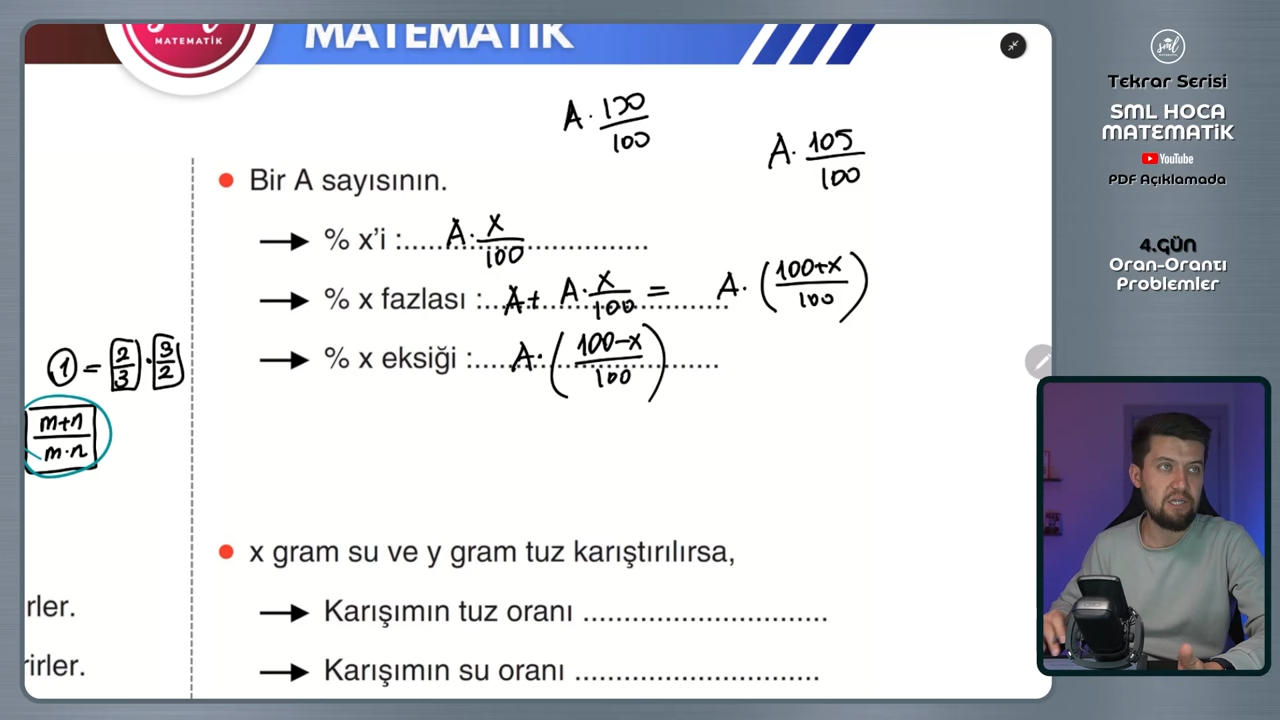 MATEMATİK
MATEMATİK
A · 130/100
A · 105/100
Bir A sayısının.
% x'i :..... A · x/100 ...............
% x fazlası :.. A + A · x/100 = A · (100+x / 100)
% x eksiği :..... A · (100-x / 100) .......
1 = 2/3 · 3/2
m+n / m·n
x gram su ve y gram tuz karıştırılırsa,
Karışımın tuz oranı ..............................
Karışımın su oranı ..............................
rler.
irler.
sml
Tekrar Serisi
SML HOCA
MATEMATİK
YouTube
PDF Açıklamada
4.GÜN
Oran-Orantı
Problemler